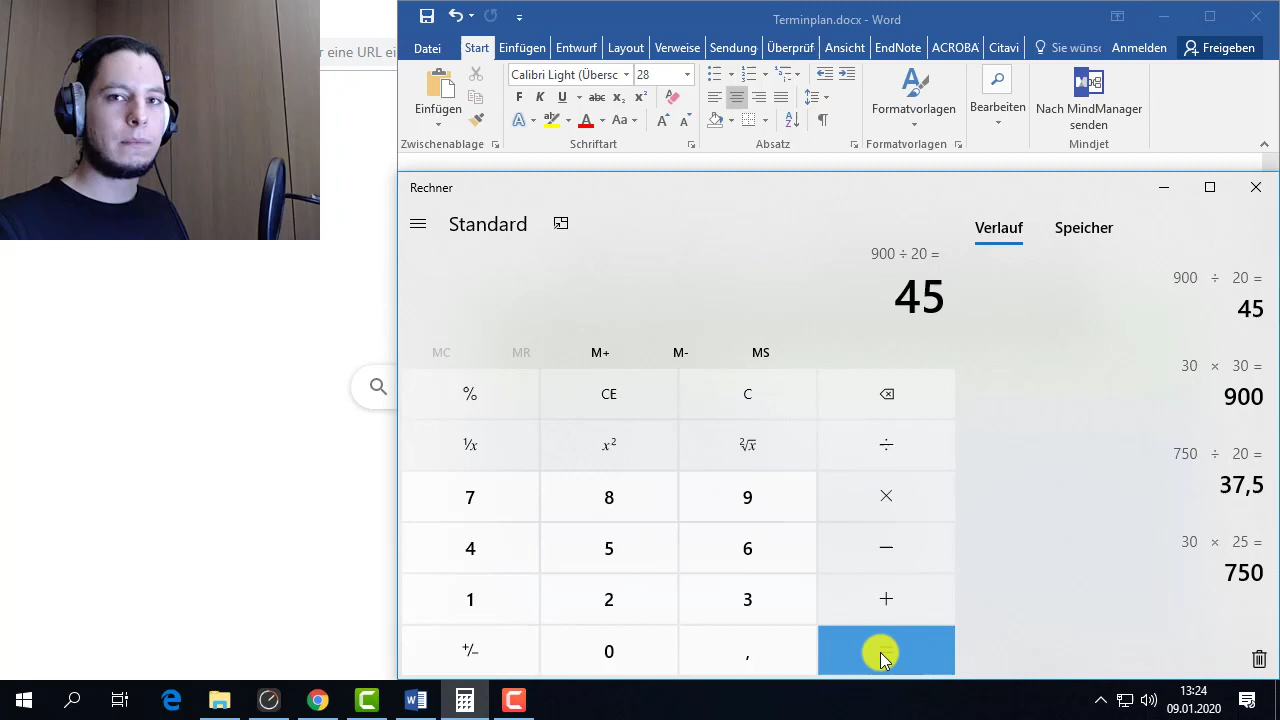 Terminplan.docx - Word
r eine URL ei
Datei Start Einfügen Entwurf Layout Verweise Sendung Überprüf Ansicht EndNote ACROBA Citavi Sie wünsc Anmelden Freigeben
Calibri Light (Übersc 28
F K U abc x₂ x²
A ab A Aa A A
Einfügen
Formatvorlagen
Bearbeiten
Nach MindManager
senden
Zwischenablage Schriftart Absatz Formatvorlagen Mindjet
Rechner
Standard
Verlauf Speicher
900 ÷ 20 =
45
MC MR M+ M- MS
% CE C
⅟x x² ²√x ÷
7 8 9 ×
4 5 6 −
1 2 3 +
+/− 0 , =
900 ÷ 20 =
45
30 × 30 =
900
750 ÷ 20 =
37,5
30 × 25 =
750
13:24
09.01.2020